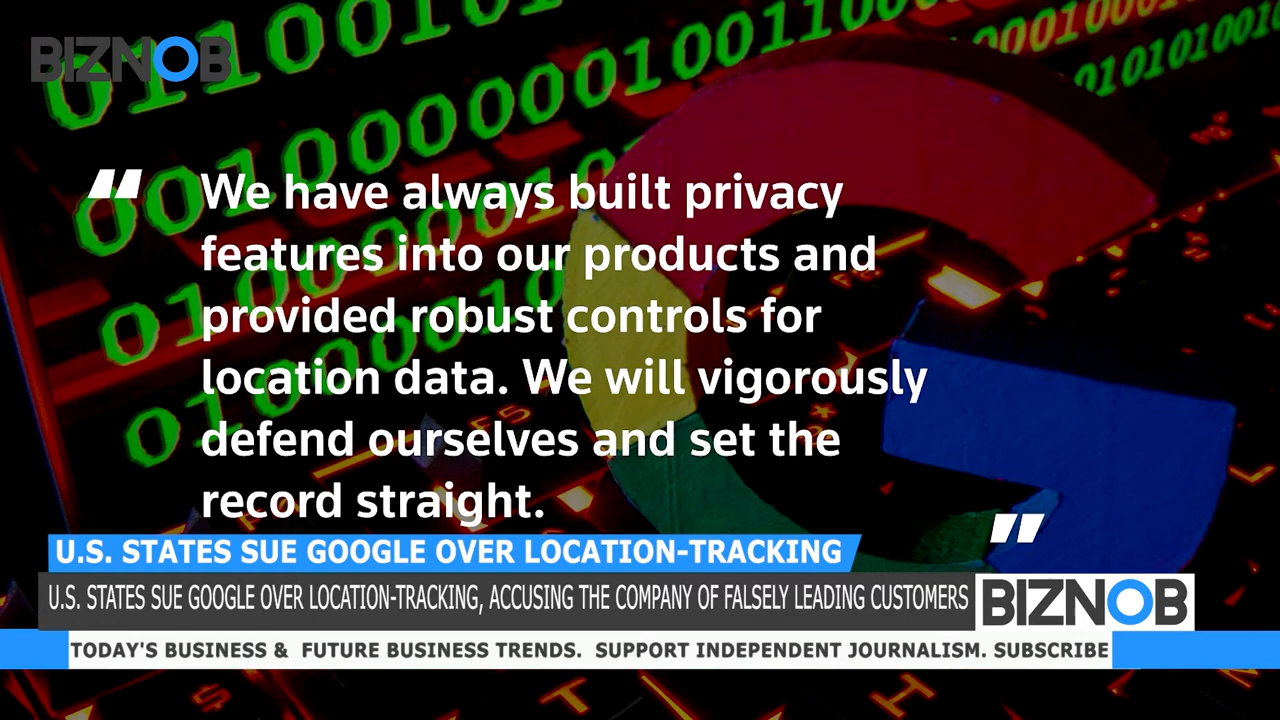 BIZNOB
“ We have always built privacy
features into our products and
provided robust controls for
location data. We will vigorously
defend ourselves and set the
record straight. ”
U.S. STATES SUE GOOGLE OVER LOCATION-TRACKING
U.S. STATES SUE GOOGLE OVER LOCATION-TRACKING, ACCUSING THE COMPANY OF FALSELY LEADING CUSTOMERS
BIZNOB
TODAY'S BUSINESS & FUTURE BUSINESS TRENDS. SUPPORT INDEPENDENT JOURNALISM. SUBSCRIBE